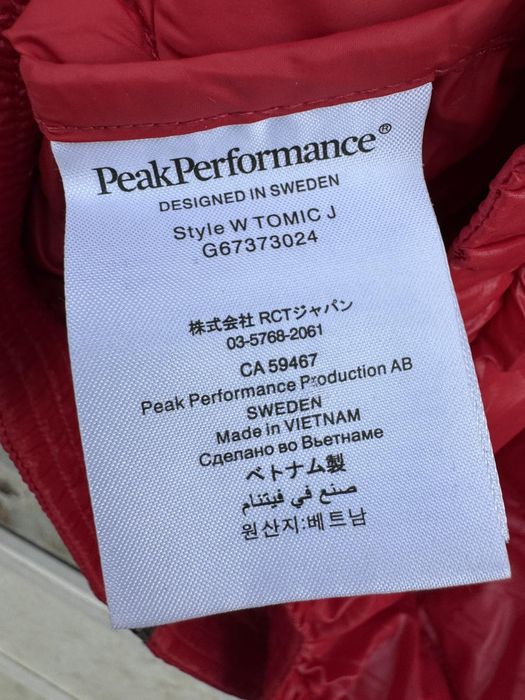 PeakPerformance®
DESIGNED IN SWEDEN
Style W TOMIC J
G67373024
株式会社 RCTジャパン
03-5768-2061
CA 59467
Peak Performance Production AB
SWEDEN
Made in VIETNAM
Сделано во Вьетнаме
ベトナム製
صنع في فيتنام
원산지:베트남